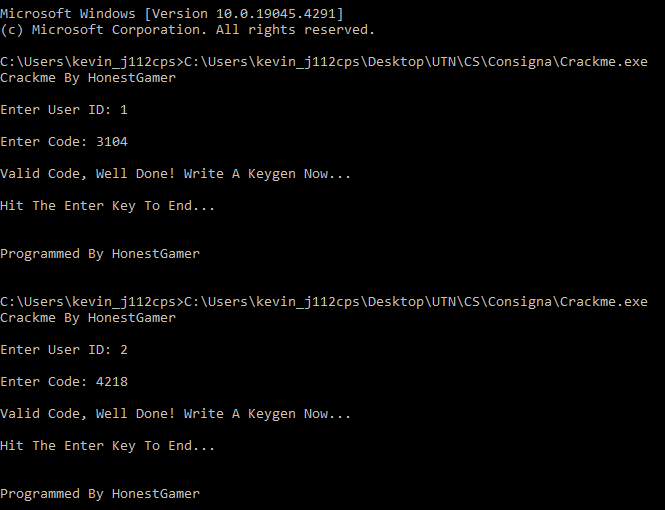 Microsoft Windows [Version 10.0.19045.4291]
(c) Microsoft Corporation. All rights reserved.
C:\Users\kevin_j112cps>C:\Users\kevin_j112cps\Desktop\UTN\CS\Consigna\Crackme.exe
Crackme By HonestGamer
Enter User ID: 1
Enter Code: 3104
Valid Code, Well Done! Write A Keygen Now...
Hit The Enter Key To End...
Programmed By HonestGamer
C:\Users\kevin_j112cps>C:\Users\kevin_j112cps\Desktop\UTN\CS\Consigna\Crackme.exe
Crackme By HonestGamer
Enter User ID: 2
Enter Code: 4218
Valid Code, Well Done! Write A Keygen Now...
Hit The Enter Key To End...
Programmed By HonestGamer